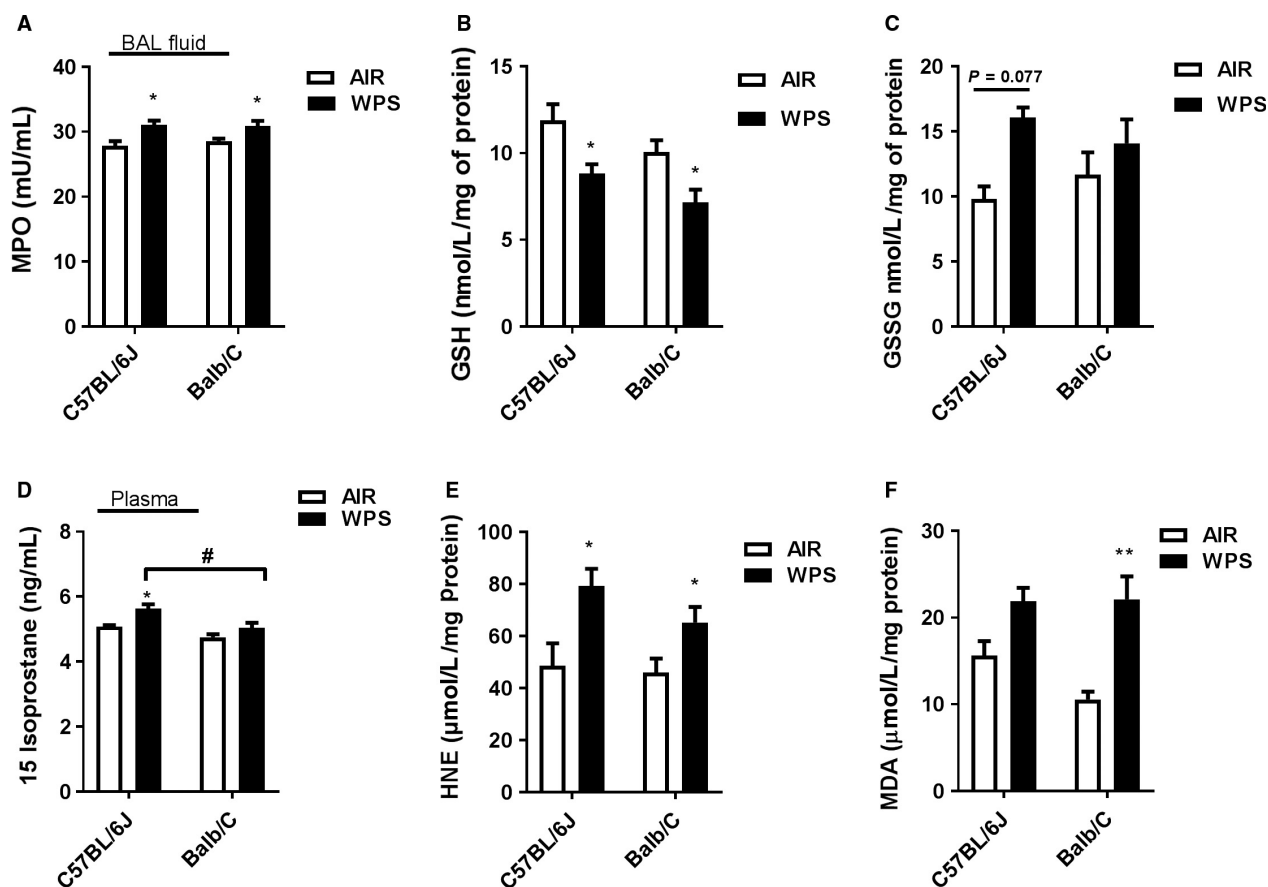 A
BAL fluid
MPO (mU/mL)
40
30
20
10
0
*
*
AIR
WPS
C57BL/6J
Balb/C
B
GSH (nmol/L/mg of protein)
15
10
5
0
*
*
AIR
WPS
C57BL/6J
Balb/C
C
GSSG nmol/L/mg of protein
20
15
10
5
0
P = 0.077
AIR
WPS
C57BL/6J
Balb/C
D
Plasma
15 Isoprostane (ng/mL)
8
6
4
2
0
#
*
AIR
WPS
C57BL/6J
Balb/C
E
HNE (µmol/L/mg protein)
100
80
60
40
20
0
*
*
AIR
WPS
C57BL/6J
Balb/C
F
MDA (µmol/L/mg protein)
30
20
10
0
**
AIR
WPS
C57BL/6J
Balb/C